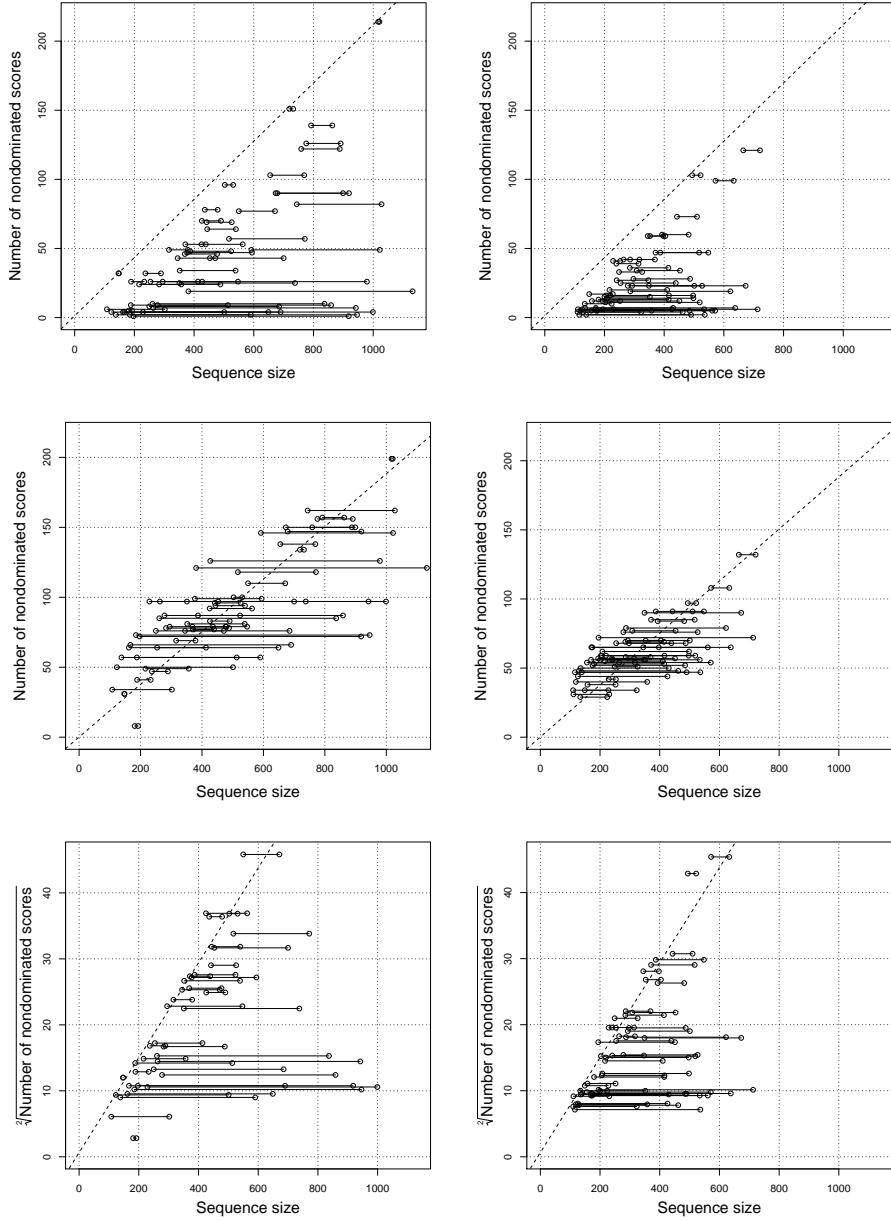 Number of nondominated scores
200
150
100
50
0
0 200 400 600 800 1000
Sequence size
Number of nondominated scores
200
150
100
50
0
0 200 400 600 800 1000
Sequence size
Number of nondominated scores
200
150
100
50
0
0 200 400 600 800 1000
Sequence size
Number of nondominated scores
200
150
100
50
0
0 200 400 600 800 1000
Sequence size
²√Number of nondominated scores
40
30
20
10
0
0 200 400 600 800 1000
Sequence size
²√Number of nondominated scores
40
30
20
10
0
0 200 400 600 800 1000
Sequence size